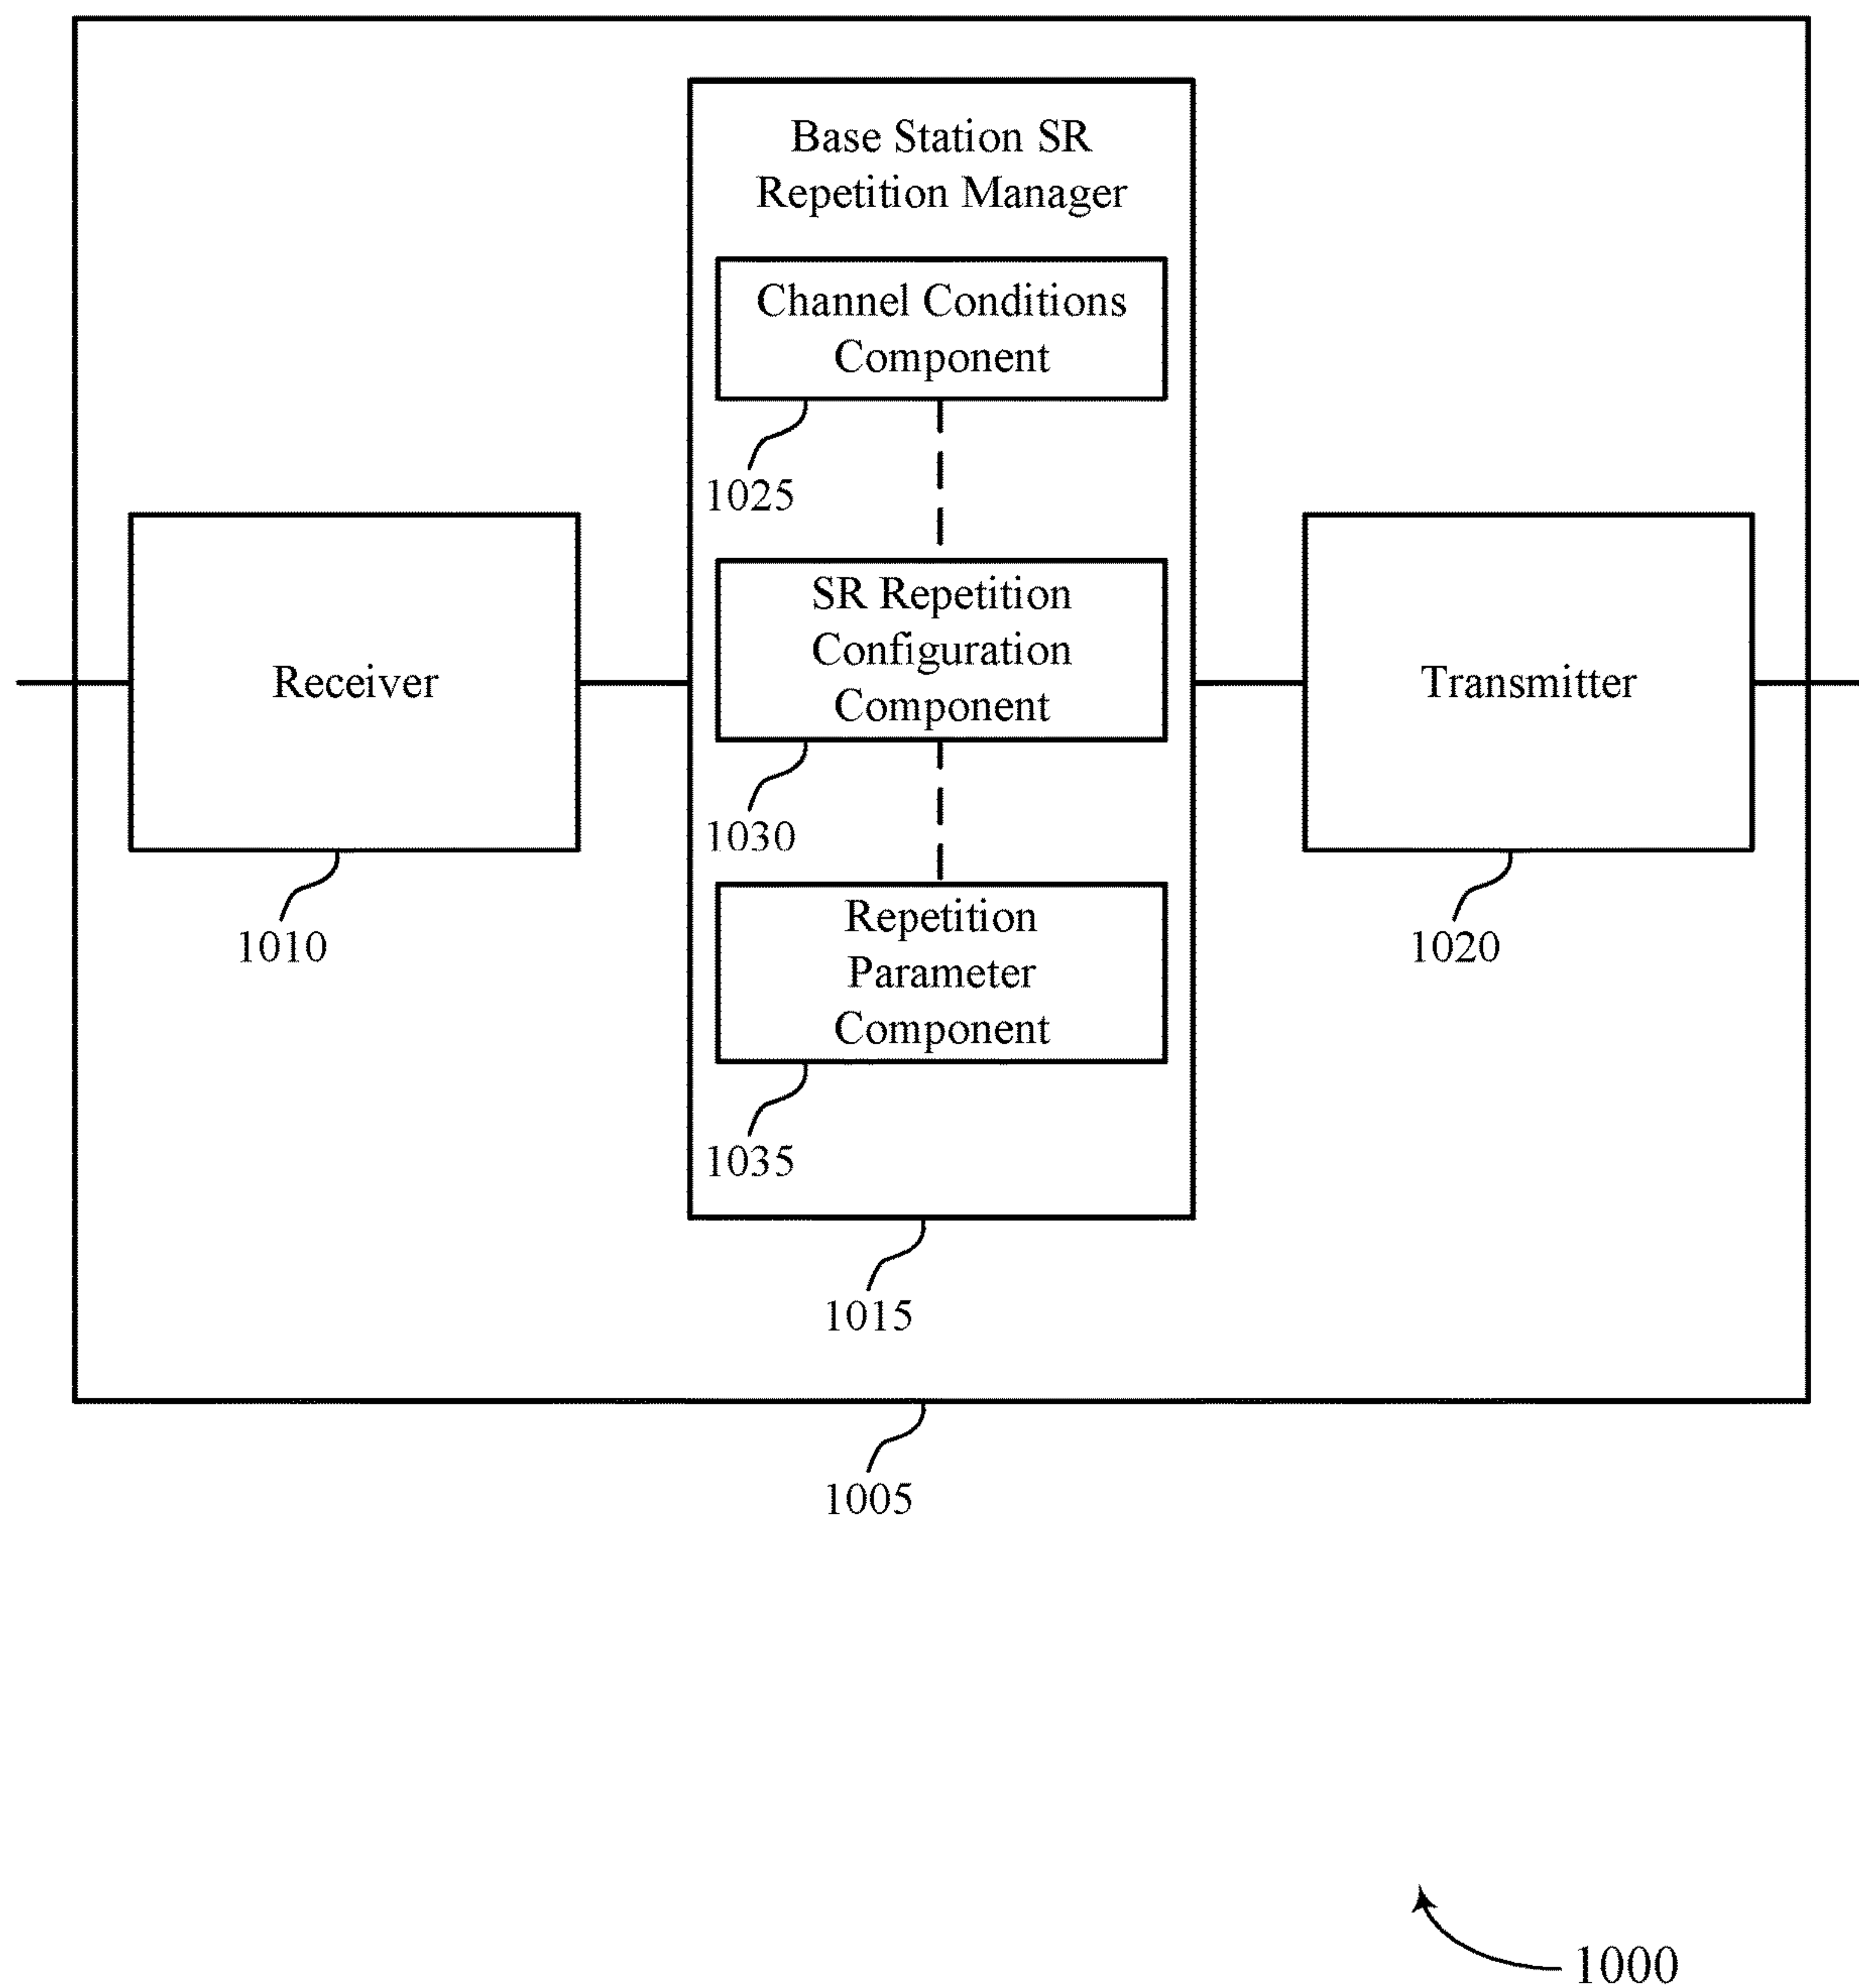 Base Station SR
Repetition Manager
Channel Conditions
Component
1025
SR Repetition
Configuration
Component
1030
Repetition
Parameter
Component
1035
Receiver
1010
Transmitter
1020
1015
1005
1000